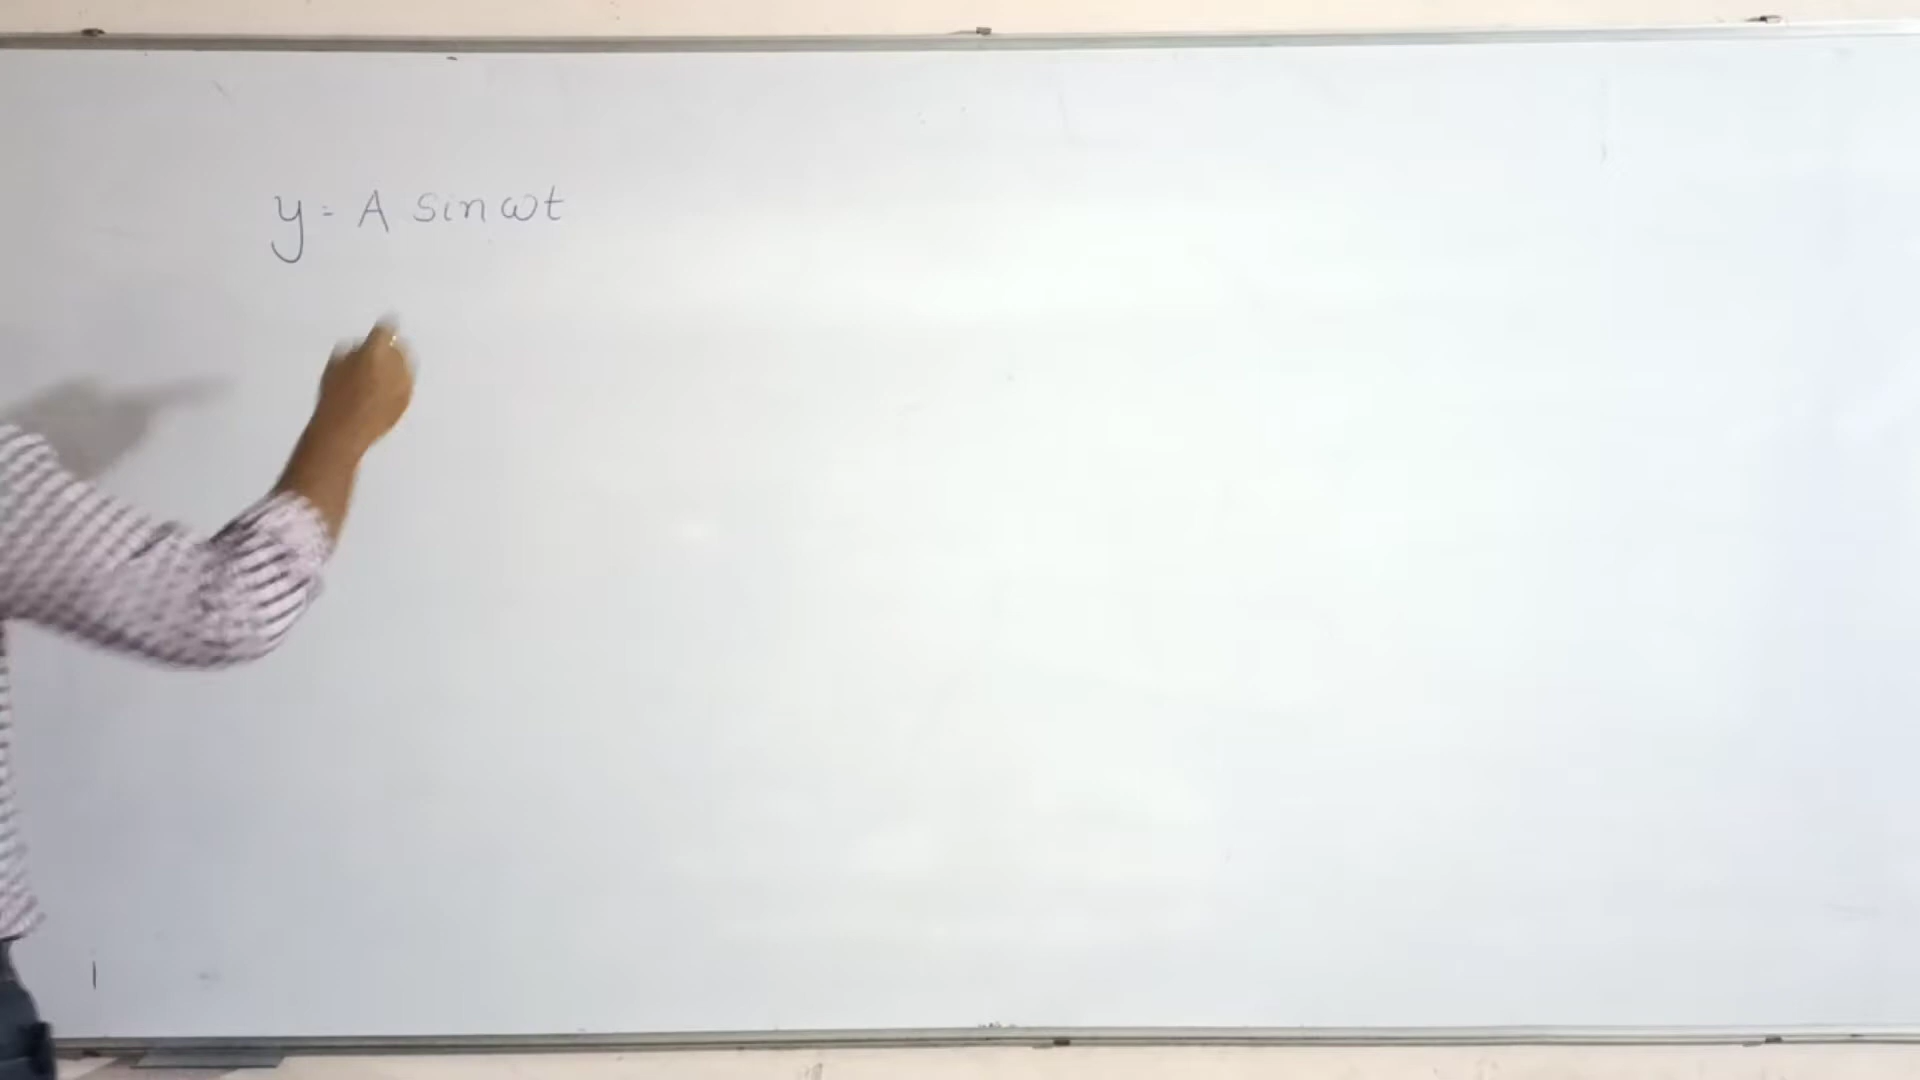 y = A sin ωt